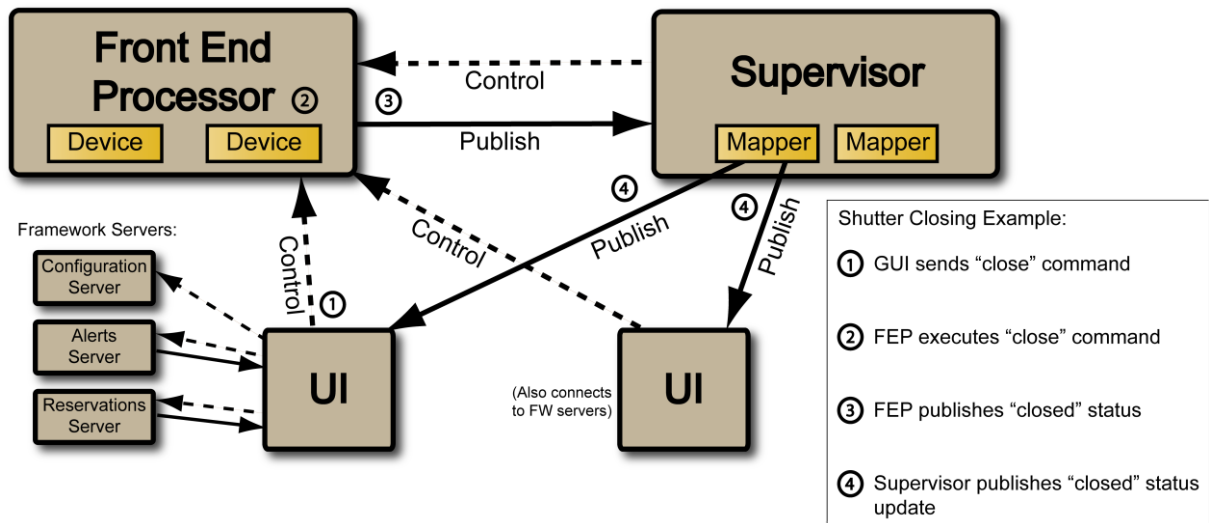 Front End
Processor ②
Device
Device
Control
③
Publish
Supervisor
Mapper
Mapper
④
Publish
④
Publish
Control
Control
①
Framework Servers:
Configuration
Server
Alerts
Server
Reservations
Server
UI
(Also connects
to FW servers)
UI
Shutter Closing Example:
① GUI sends “close” command
② FEP executes “close” command
③ FEP publishes “closed” status
④ Supervisor publishes “closed” status
update